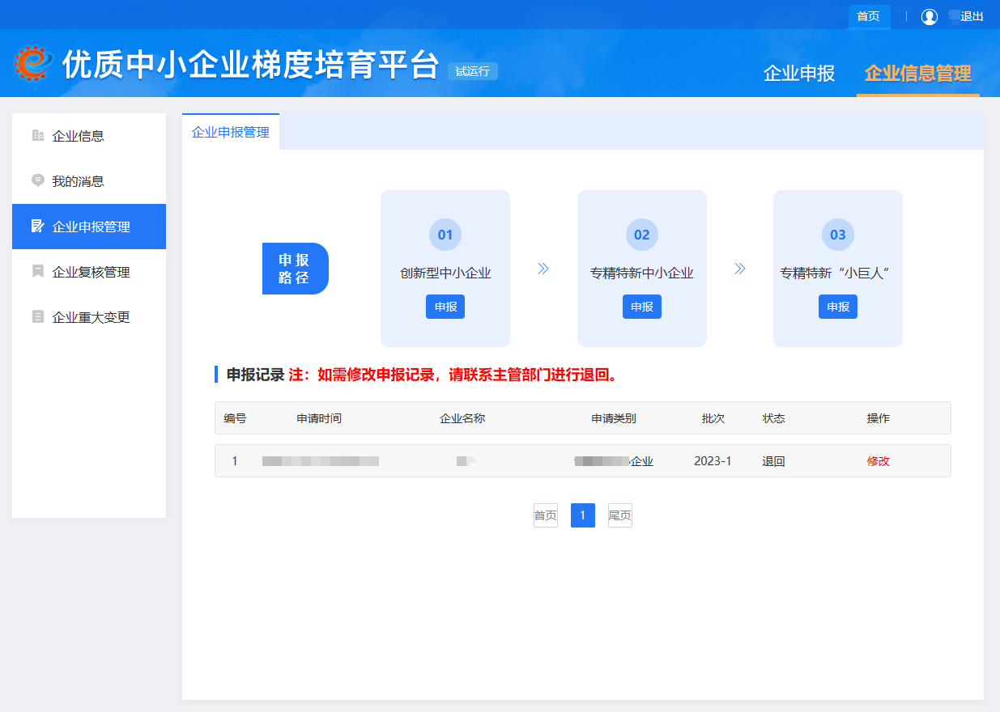 首页
退出
优质中小企业梯度培育平台 试运行
企业申报 企业信息管理
企业信息
我的消息
企业申报管理
企业复核管理
企业重大变更
企业申报管理
申报
路径
01
创新型中小企业
申报
02
专精特新中小企业
申报
03
专精特新“小巨人”
申报
申报记录 注：如需修改申报记录，请联系主管部门进行退回。
编号 申请时间 企业名称 申请类别 批次 状态 操作
1 企业 2023-1 退回 修改
首页 1 尾页